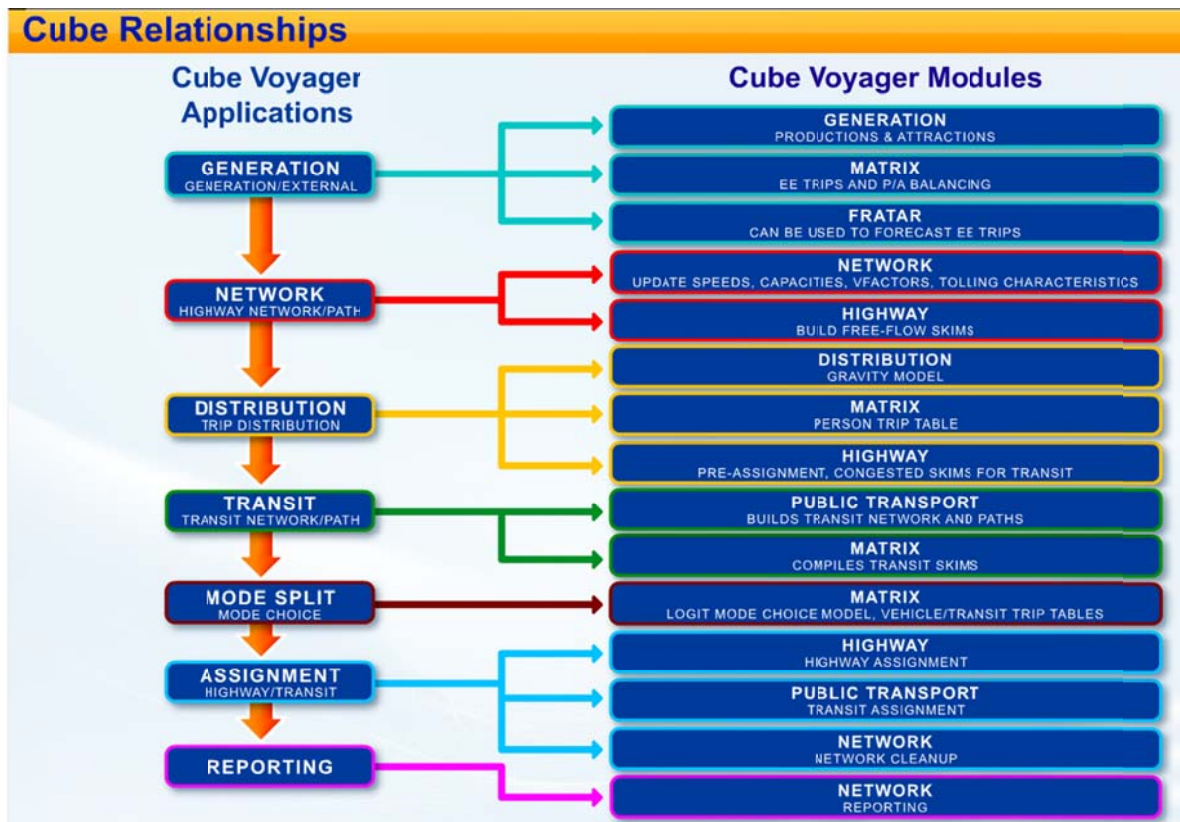 Cube Relationships
Cube Voyager
Applications
GENERATION
GENERATION/EXTERNAL
NETWORK
HIGHWAY NETWORK/PATH
DISTRIBUTION
TRIP DISTRIBUTION
TRANSIT
TRANSIT NETWORK/PATH
MODE SPLIT
MODE CHOICE
ASSIGNMENT
HIGHWAY/TRANSIT
REPORTING
Cube Voyager Modules
GENERATION
PRODUCTIONS & ATTRACTIONS
MATRIX
EE TRIPS AND P/A BALANCING
FRATAR
CAN BE USED TO FORECAST EE TRIPS
NETWORK
UPDATE SPEEDS, CAPACITIES, VFACTORS, TOLLING CHARACTERISTICS
HIGHWAY
BUILD FREE-FLOW SKIMS
DISTRIBUTION
GRAVITY MODEL
MATRIX
PERSON TRIP TABLE
HIGHWAY
PRE-ASSIGNMENT, CONGESTED SKIMS FOR TRANSIT
PUBLIC TRANSPORT
BUILDS TRANSIT NETWORK AND PATHS
MATRIX
COMPILES TRANSIT SKIMS
MATRIX
LOGIT MODE CHOICE MODEL, VEHICLE/TRANSIT TRIP TABLES
HIGHWAY
HIGHWAY ASSIGNMENT
PUBLIC TRANSPORT
TRANSIT ASSIGNMENT
NETWORK
NETWORK CLEANUP
NETWORK
REPORTING